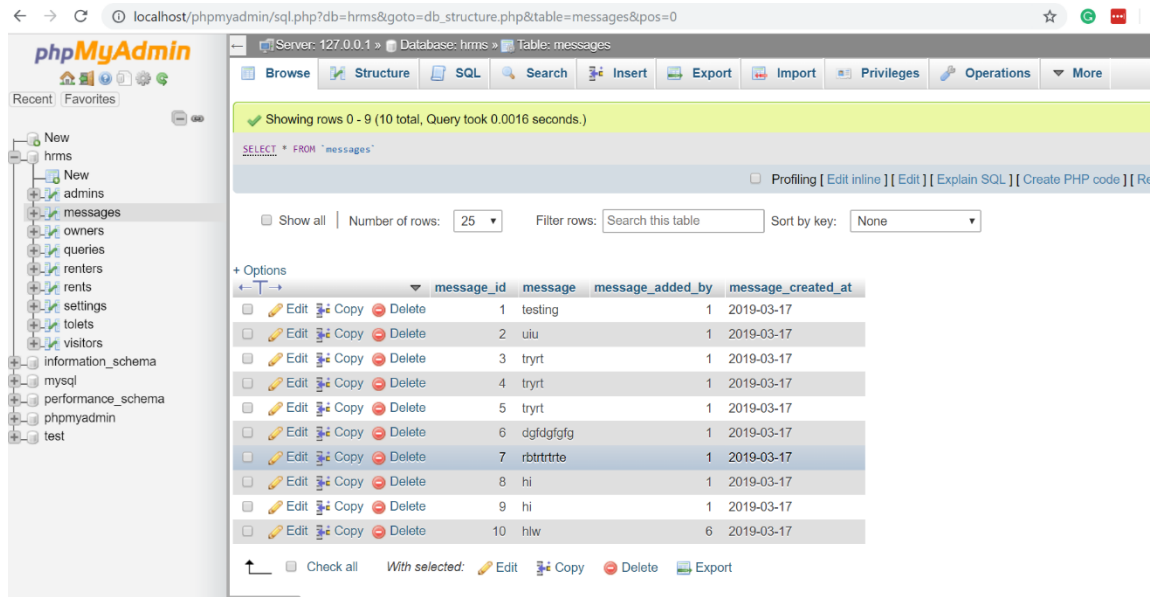 localhost/phpmyadmin/sql.php?db=hrms&goto=db_structure.php&table=messages&pos=0
phpMyAdmin
Recent Favorites
New
hrms
New
admins
messages
owners
queries
renters
rents
settings
tolets
visitors
information_schema
mysql
performance_schema
phpmyadmin
test
Server: 127.0.0.1 » Database: hrms » Table: messages
Browse Structure SQL Search Insert Export Import Privileges Operations More
Showing rows 0 - 9 (10 total, Query took 0.0016 seconds.)
SELECT * FROM `messages`
Profiling [ Edit inline ] [ Edit ] [ Explain SQL ] [ Create PHP code ] [ Re
Show all Number of rows: 25 Filter rows: Search this table Sort by key: None
+ Options
←T→ message_id message message_added_by message_created_at
Edit Copy Delete 1 testing 1 2019-03-17
Edit Copy Delete 2 uiu 1 2019-03-17
Edit Copy Delete 3 tryrt 1 2019-03-17
Edit Copy Delete 4 tryrt 1 2019-03-17
Edit Copy Delete 5 tryrt 1 2019-03-17
Edit Copy Delete 6 dgfdgfgfg 1 2019-03-17
Edit Copy Delete 7 rbtrtrtrte 1 2019-03-17
Edit Copy Delete 8 hi 1 2019-03-17
Edit Copy Delete 9 hi 1 2019-03-17
Edit Copy Delete 10 hlw 6 2019-03-17
Check all With selected: Edit Copy Delete Export